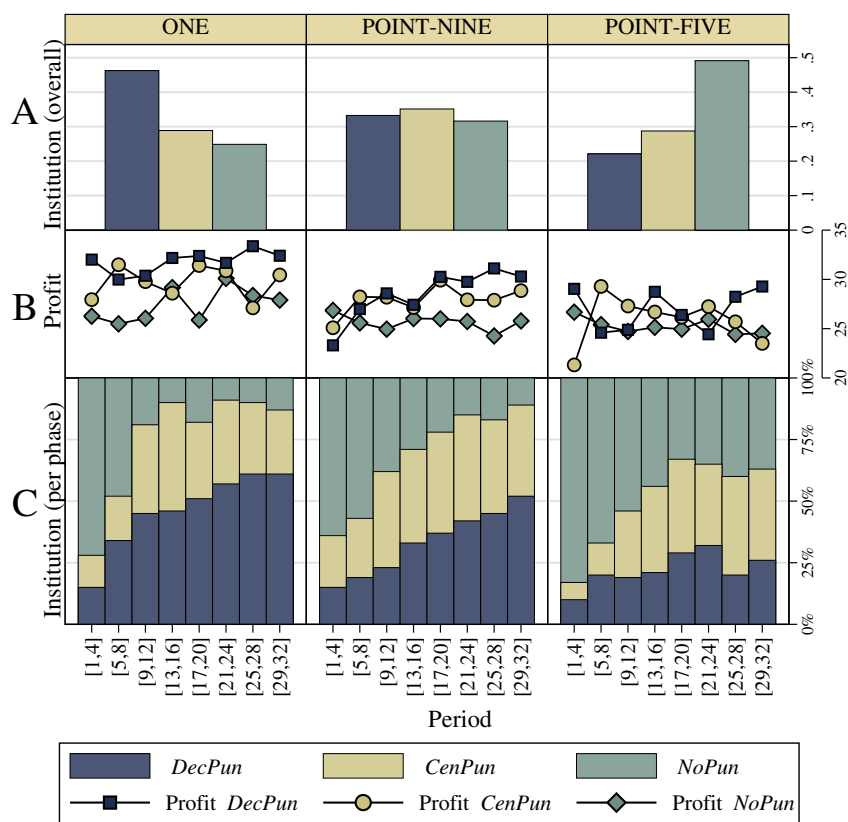 ONE POINT-NINE POINT-FIVE
A
Institution (overall)
.5
.4
.3
.2
.1
0
B
Profit
35
30
25
20
C
Institution (per phase)
100%
75%
50%
25%
0%
[1,4] [5,8] [9,12] [13,16] [17,20] [21,24] [25,28] [29,32] [1,4] [5,8] [9,12] [13,16] [17,20] [21,24] [25,28] [29,32] [1,4] [5,8] [9,12] [13,16] [17,20] [21,24] [25,28] [29,32]
Period
DecPun CenPun NoPun
Profit DecPun Profit CenPun Profit NoPun